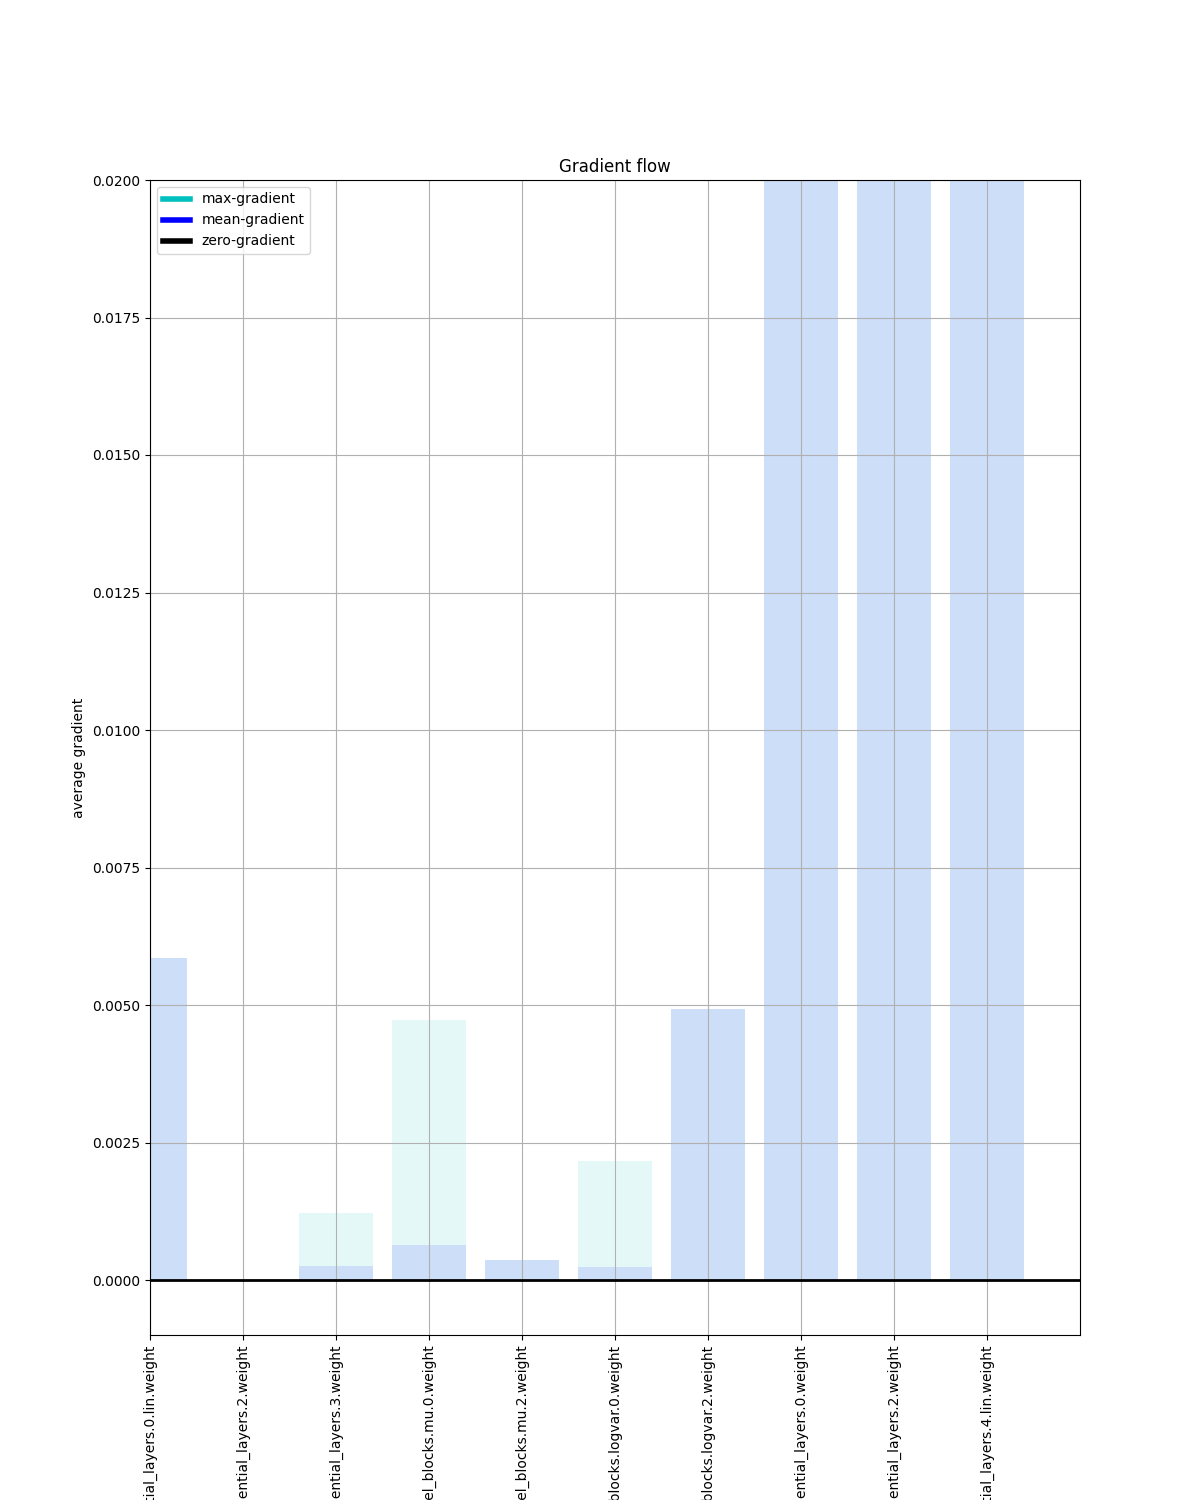 Gradient flow
max-gradient
mean-gradient
zero-gradient
0.0200
0.0175
0.0150
0.0125
0.0100
0.0075
0.0050
0.0025
0.0000
average gradient
tial_layers.0.lin.weight
ential_layers.2.weight
ential_layers.3.weight
el_blocks.mu.0.weight
el_blocks.mu.2.weight
blocks.logvar.0.weight
blocks.logvar.2.weight
ential_layers.0.weight
ential_layers.2.weight
tial_layers.4.lin.weight